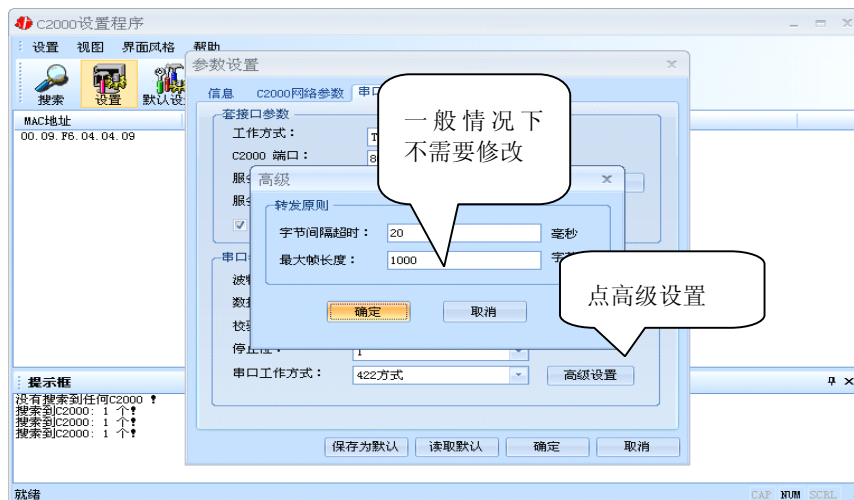 C2000设置程序
设置 视图 界面风格 帮助
搜索 设置 默认设
MAC地址
00.09.F6.04.04.09
参数设置
信息 C2000网络参数 串口
套接口参数
工作方式：
C2000 端口：
一般情况下
不需要修改
高级
转发原则
字节间隔超时： 20 毫秒
最大帧长度： 1000
确定 取消
点高级设置
串口工作方式： 422方式 高级设置
保存为默认 读取默认 确定 取消
提示框
没有搜索到任何C2000 !
搜索到C2000: 1 个!
搜索到C2000: 1 个!
搜索到C2000: 1 个!
就绪 CAP NUM SCRL